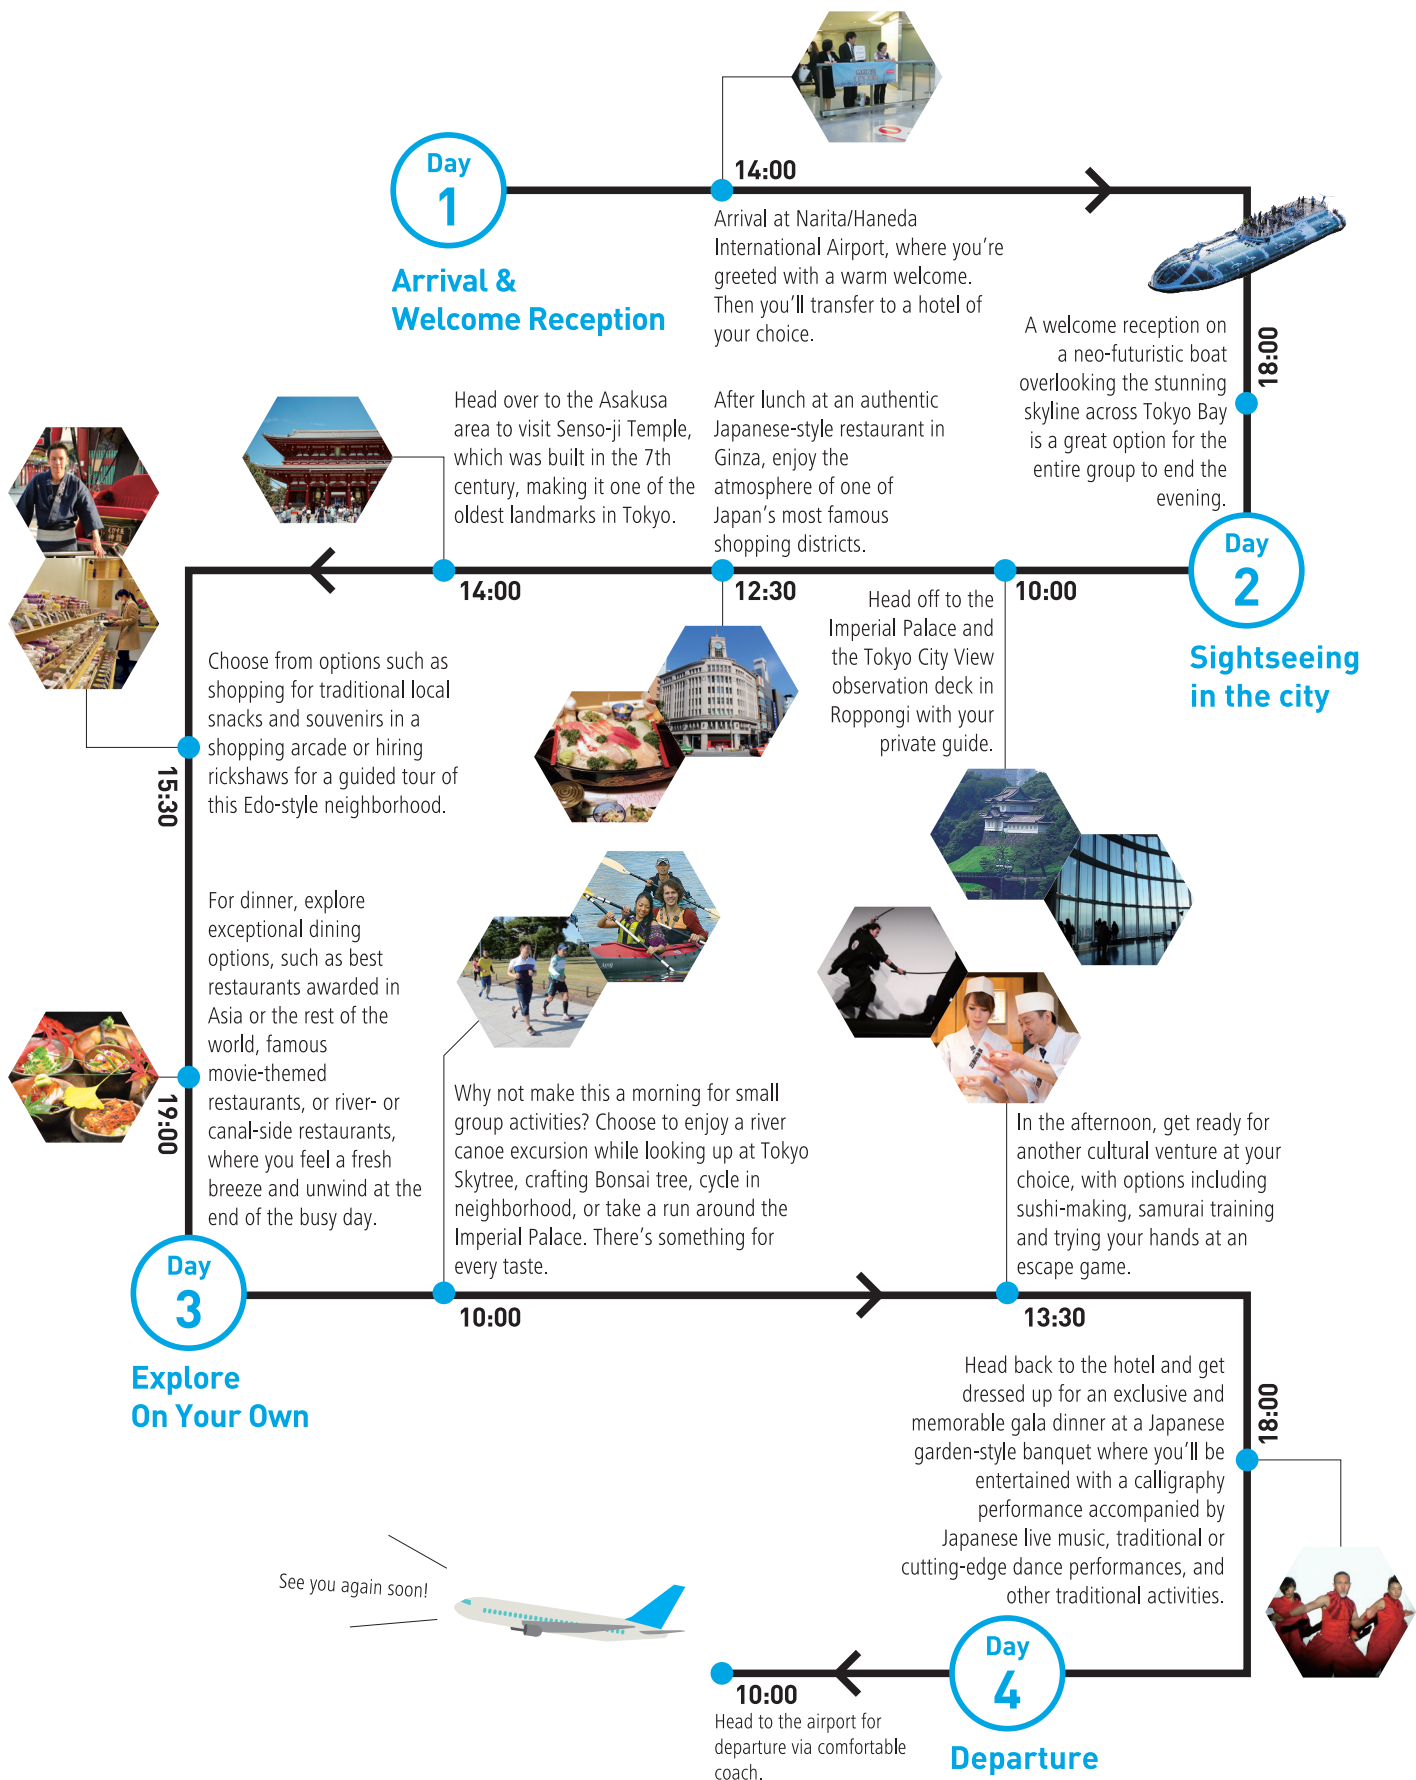 Day
1
Arrival &
Welcome Reception
14:00
Arrival at Narita/Haneda
International Airport, where you're
greeted with a warm welcome.
Then you'll transfer to a hotel of
your choice.
18:00
A welcome reception on
a neo-futuristic boat
overlooking the stunning
skyline across Tokyo Bay
is a great option for the
entire group to end the
evening.
Day
2
Sightseeing
in the city
10:00
Head off to the
Imperial Palace and
the Tokyo City View
observation deck in
Roppongi with your
private guide.
12:30
After lunch at an authentic
Japanese-style restaurant in
Ginza, enjoy the
atmosphere of one of
Japan's most famous
shopping districts.
14:00
Head over to the Asakusa
area to visit Senso-ji Temple,
which was built in the 7th
century, making it one of the
oldest landmarks in Tokyo.
15:30
Choose from options such as
shopping for traditional local
snacks and souvenirs in a
shopping arcade or hiring
rickshaws for a guided tour of
this Edo-style neighborhood.
19:00
For dinner, explore
exceptional dining
options, such as best
restaurants awarded in
Asia or the rest of the
world, famous
movie-themed
restaurants, or river- or
canal-side restaurants,
where you feel a fresh
breeze and unwind at the
end of the busy day.
Day
3
Explore
On Your Own
10:00
Why not make this a morning for small
group activities? Choose to enjoy a river
canoe excursion while looking up at Tokyo
Skytree, crafting Bonsai tree, cycle in
neighborhood, or take a run around the
Imperial Palace. There's something for
every taste.
13:30
In the afternoon, get ready for
another cultural venture at your
choice, with options including
sushi-making, samurai training
and trying your hands at an
escape game.
18:00
Head back to the hotel and get
dressed up for an exclusive and
memorable gala dinner at a Japanese
garden-style banquet where you'll be
entertained with a calligraphy
performance accompanied by
Japanese live music, traditional or
cutting-edge dance performances, and
other traditional activities.
Day
4
Departure
10:00
Head to the airport for
departure via comfortable
coach.
See you again soon!